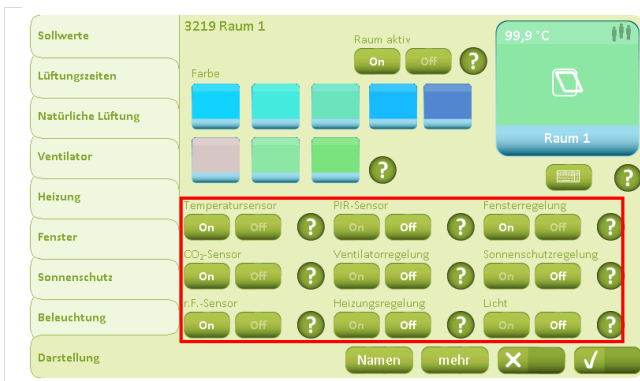 Sollwerte
Lüftungszeiten
Natürliche Lüftung
Ventilator
Heizung
Fenster
Sonnenschutz
Beleuchtung
Darstellung
3219 Raum 1
Raum aktiv
On Off ?
Farbe
?
99,9 °C
Raum 1
?
Temperatursensor PIR-Sensor Fensterregelung
On Off ? On Off ? On Off ?
CO₂-Sensor Ventilatorregelung Sonnenschutzregelung
On Off ? On Off ? On Off ?
r.F.-Sensor Heizungsregelung Licht
On Off ? On Off ? On Off ?
Namen mehr